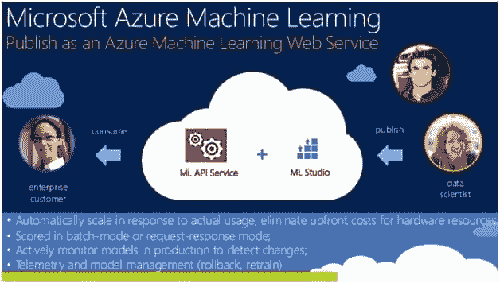 Microsoft Azure Machine Learning
Publish as an Azure Machine Learning Web Service
consume
publish
ML API Service
+
ML Studio
enterprise
customer
data
scientist
• Automatically scale in response to actual usage, eliminate upfront costs for hardware resources.
• Scored in batch-mode or request-response mode;
• Actively monitor models in production to detect changes;
• Telemetry and model management (rollback, retrain)